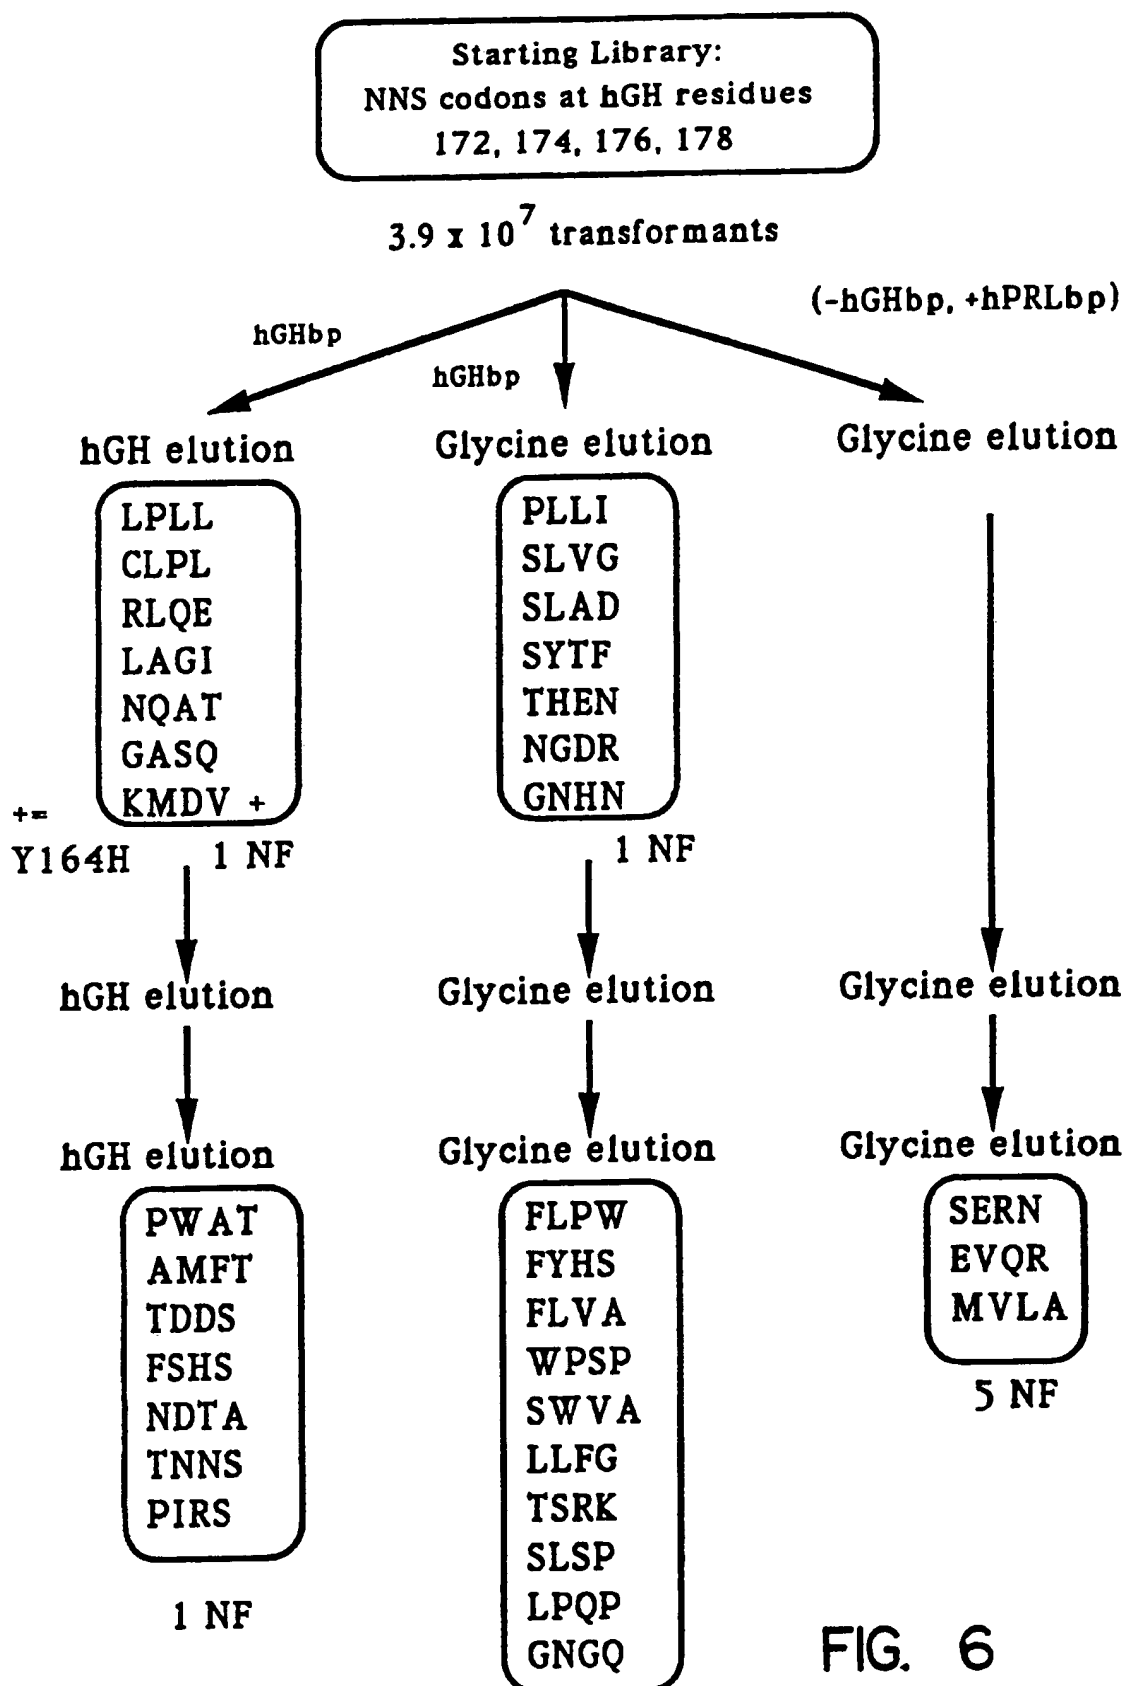 Starting Library:
NNS codons at hGH residues
172, 174, 176, 178
3.9 x 10^7 transformants
(-hGHbp, +hPRLbp)
hGHbp
hGHbp
hGH elution
LPLL
CLPL
RLQE
LAGI
NQAT
GASQ
KMDV +
+=
Y164H
1 NF
hGH elution
hGH elution
PWAT
AMFT
TDDS
FSHS
NDTA
TNNS
PIRS
1 NF
Glycine elution
PLLI
SLVG
SLAD
SYTF
THEN
NGDR
GNHN
1 NF
Glycine elution
Glycine elution
FLPW
FYHS
FLVA
WPSP
SWVA
LLFG
TSRK
SLSP
LPQP
GNGQ
Glycine elution
Glycine elution
Glycine elution
SERN
EVQR
MVLA
5 NF
FIG. 6